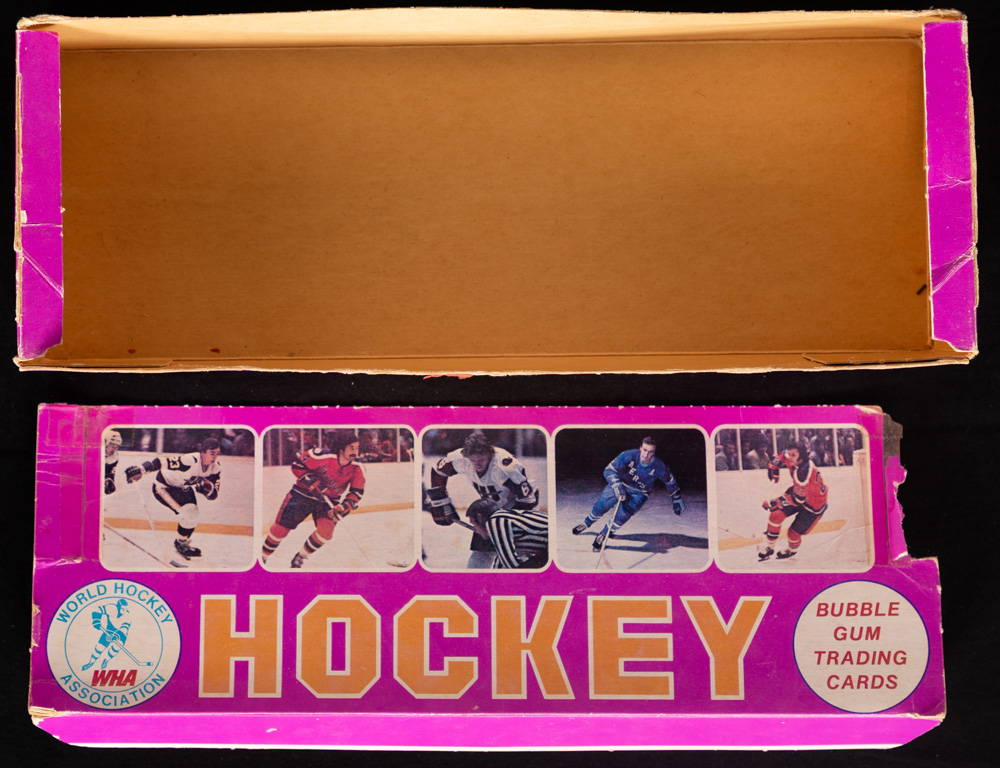 WORLD HOCKEY
WHA
ASSOCIATION
HOCKEY
BUBBLE
GUM
TRADING
CARDS